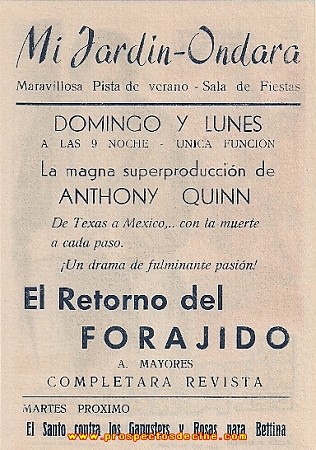 Mi Jardin-Ondara
Maravillosa Pista de verano - Sala de Fiestas
DOMINGO Y LUNES
A LAS 9 NOCHE - UNICA FUNCION
La magna superproducción de
ANTHONY QUINN
De Texas a Mexico,.. con la muerte
a cada paso.
¡Un drama de fulminante pasión!
El Retorno del
FORAJIDO
A. MAYORES
COMPLETARA REVISTA
MARTES PROXIMO
El Santo contra los Gangsters y Rosas para Bettina
www.prospectosdecine.com